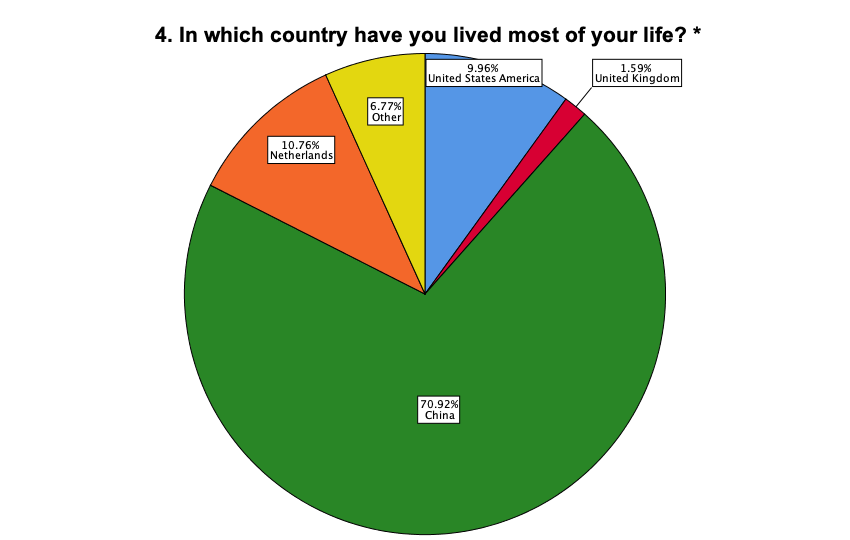 4. In which country have you lived most of your life? *
9.96%
United States America
1.59%
United Kingdom
6.77%
Other
10.76%
Netherlands
70.92%
China